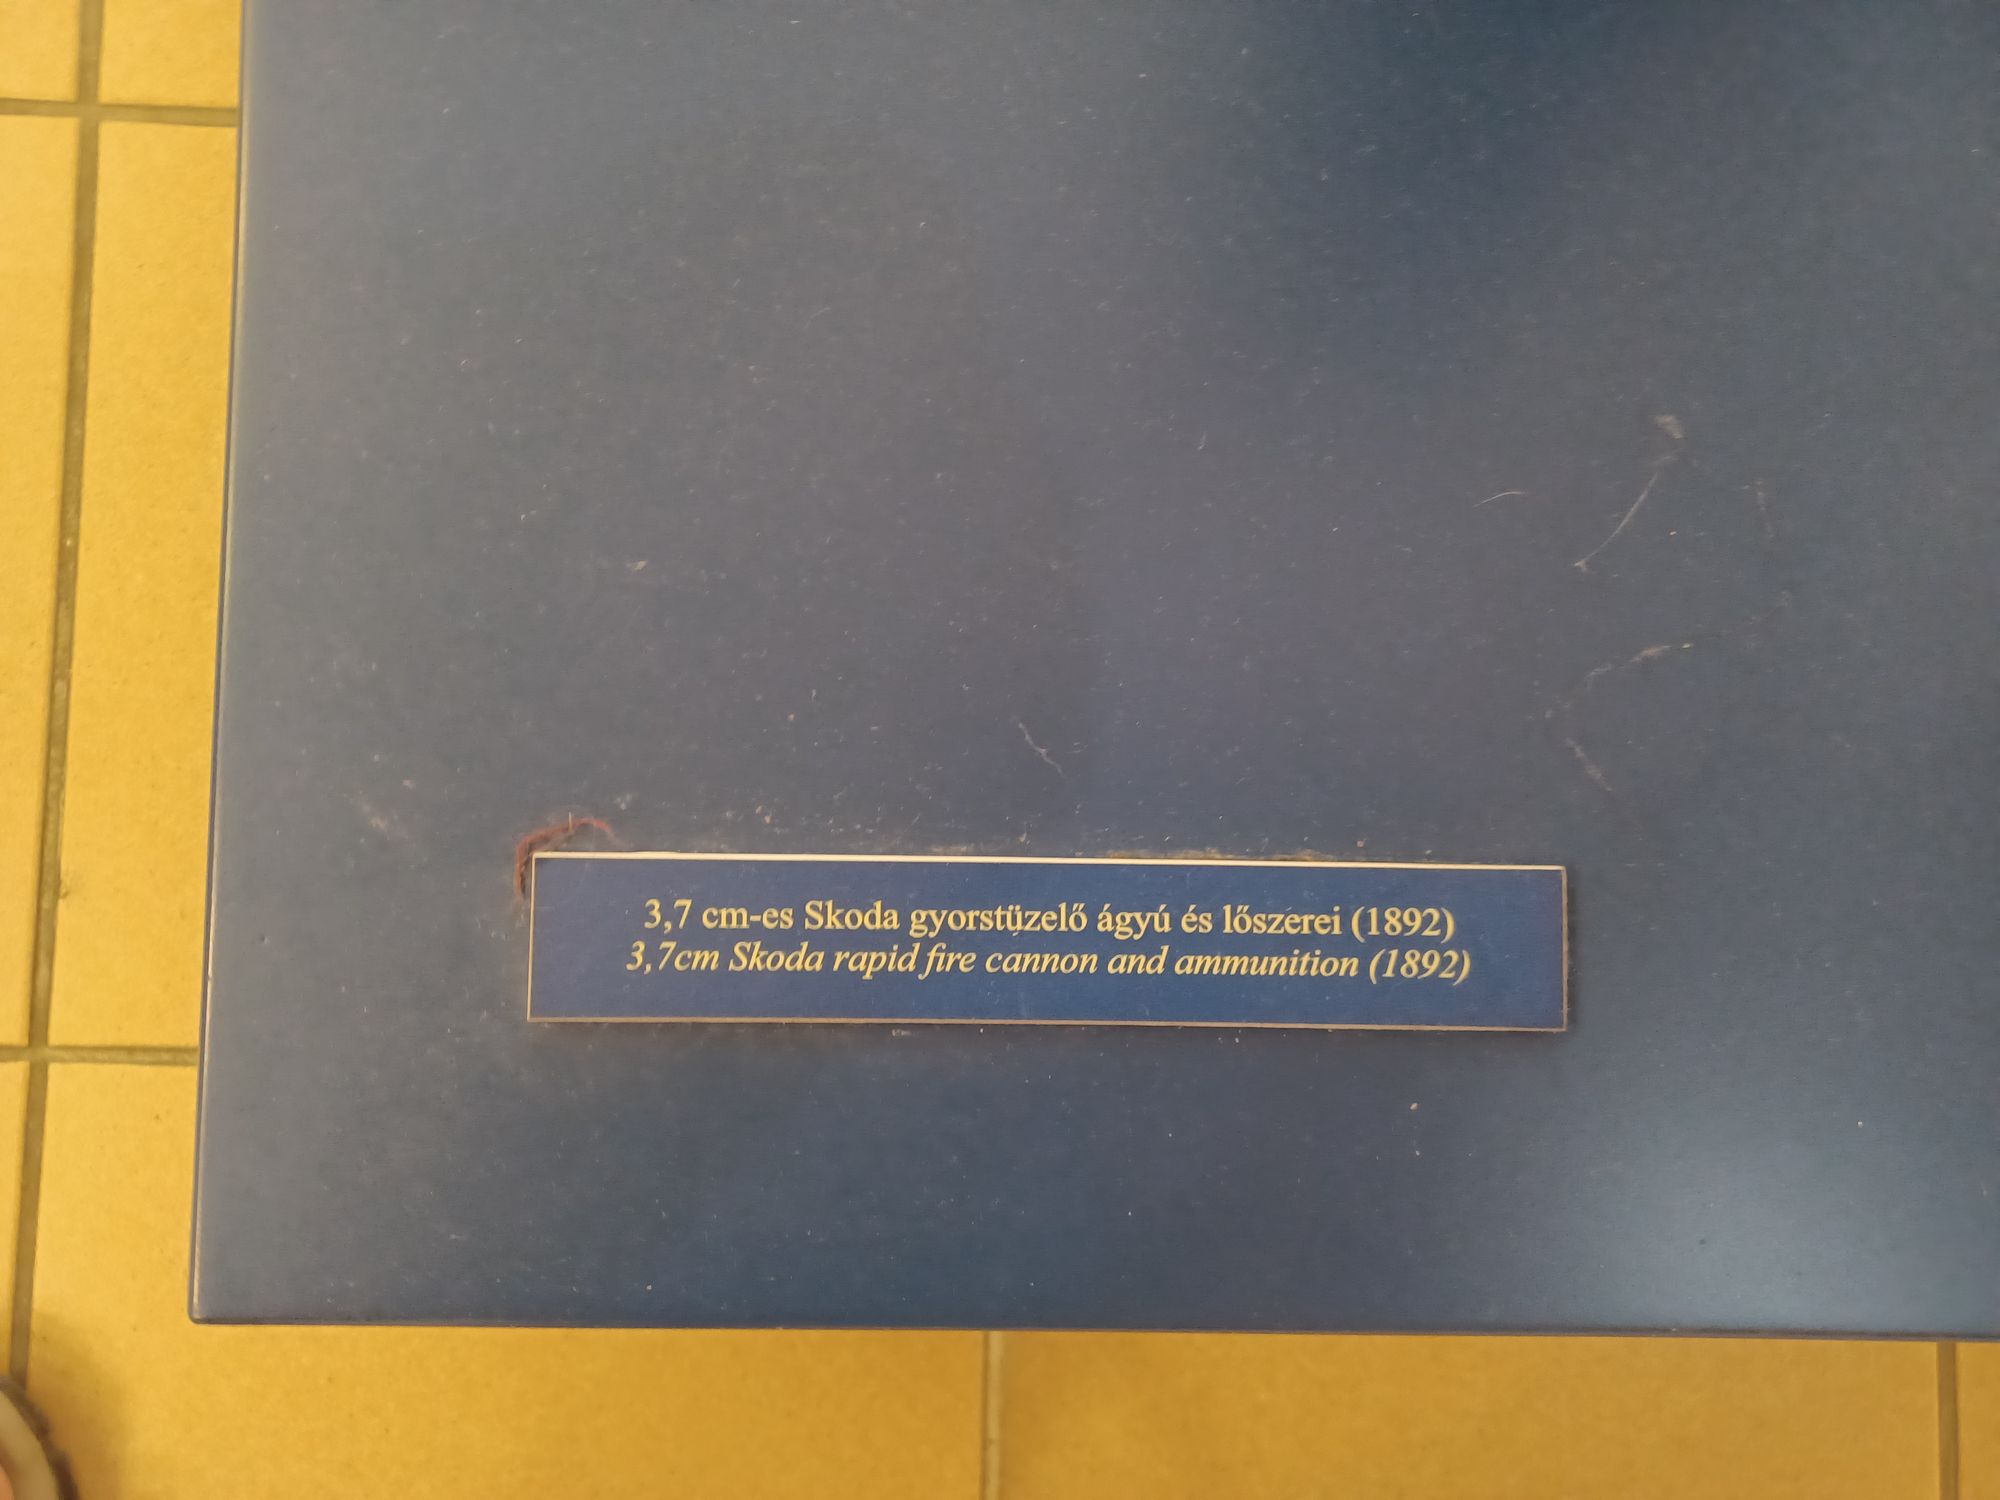 3,7 cm-es Skoda gyorstüzelő ágyú és lőszerei (1892)
3,7cm Skoda rapid fire cannon and ammunition (1892)